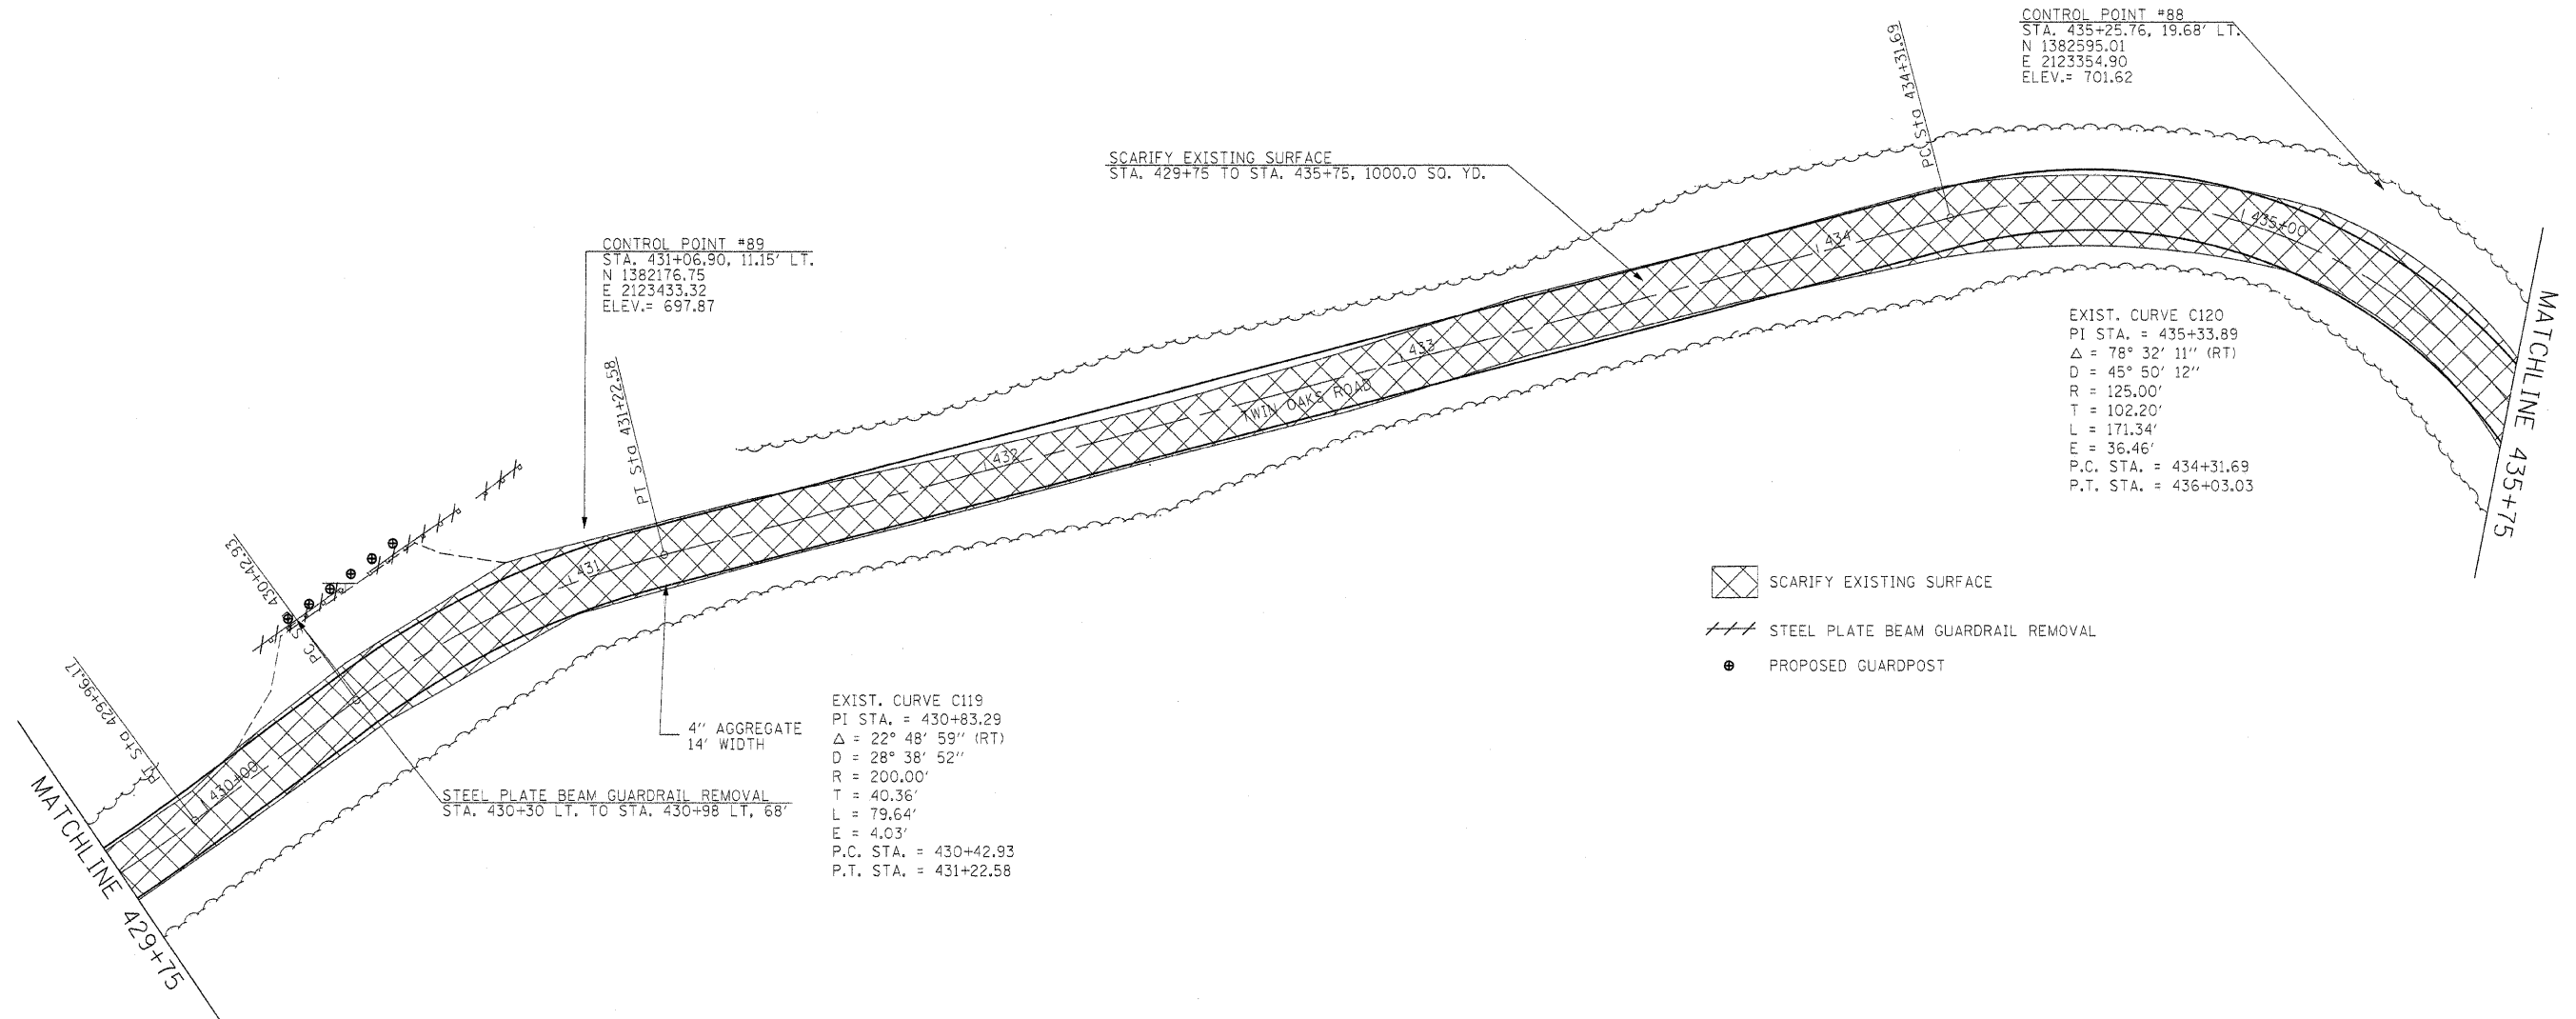 CONTROL POINT #88
STA. 435+25.76, 19.68' LT.
N 1382595.01
E 2123354.90
ELEV.= 701.62
PC Sta 434+31.69
SCARIFY EXISTING SURFACE
STA. 429+75 TO STA. 435+75, 1000.0 SQ. YD.
CONTROL POINT #89
STA. 431+06.90, 11.15' LT.
N 1382176.75
E 2123433.32
ELEV.= 697.87
435+00
434
433
TWIN OAKS ROAD
432
431
430+00
MATCHLINE 435+75
EXIST. CURVE C120
PI STA. = 435+33.89
Δ = 78° 32' 11" (RT)
D = 45° 50' 12"
R = 125.00'
T = 102.20'
L = 171.34'
E = 36.46'
P.C. STA. = 434+31.69
P.T. STA. = 436+03.03
PT Sta 431+22.58
430+42.93
PC S
PT Sta 429+96.17
SCARIFY EXISTING SURFACE
STEEL PLATE BEAM GUARDRAIL REMOVAL
PROPOSED GUARDPOST
4" AGGREGATE
14' WIDTH
EXIST. CURVE C119
PI STA. = 430+83.29
Δ = 22° 48' 59" (RT)
D = 28° 38' 52"
R = 200.00'
T = 40.36'
L = 79.64'
E = 4.03'
P.C. STA. = 430+42.93
P.T. STA. = 431+22.58
STEEL PLATE BEAM GUARDRAIL REMOVAL
STA. 430+30 LT. TO STA. 430+98 LT, 68'
MATCHLINE 429+75